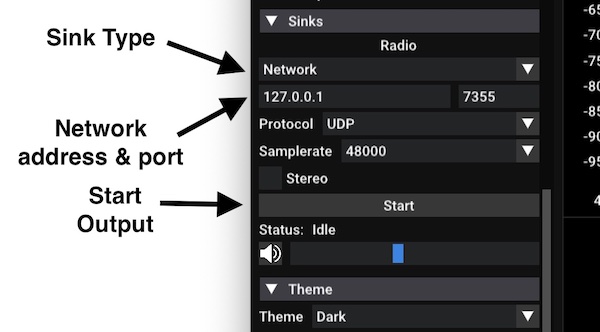 Sinks
Radio
Sink Type
Network
127.0.0.1 7355
Network
address & port
Protocol UDP
Samplerate 48000
Stereo
Start
Output
Start
Status: Idle
Theme
Theme Dark
-65
-70
-75
-80
-85
-90
-95
4